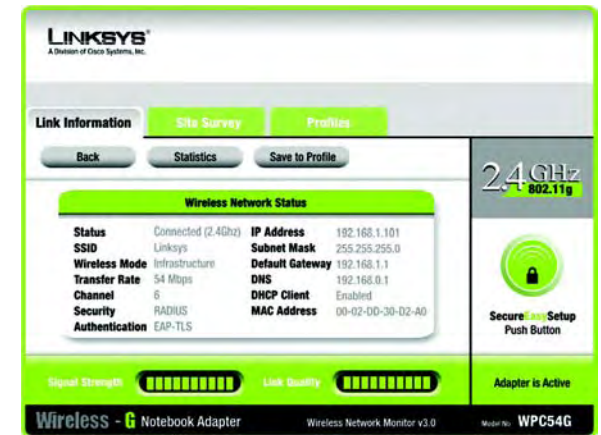 LINKSYS®
A Division of Cisco Systems, Inc.
Link Information Site Survey Profiles
Back Statistics Save to Profile
2.4GHz
802.11g
Wireless Network Status
Status Connected (2.4Ghz) IP Address 192.168.1.101
SSID Linksys Subnet Mask 255.255.255.0
Wireless Mode Infrastructure Default Gateway 192.168.1.1
Transfer Rate 54 Mbps DNS 192.168.0.1
Channel 6 DHCP Client Enabled
Security RADIUS MAC Address 00-02-DD-30-D2-A0
Authentication EAP-TLS
SecureEasySetup
Push Button
Signal Strength Link Quality Adapter is Active
Wireless - G Notebook Adapter Wireless Network Monitor v3.0 Model No. WPC54G